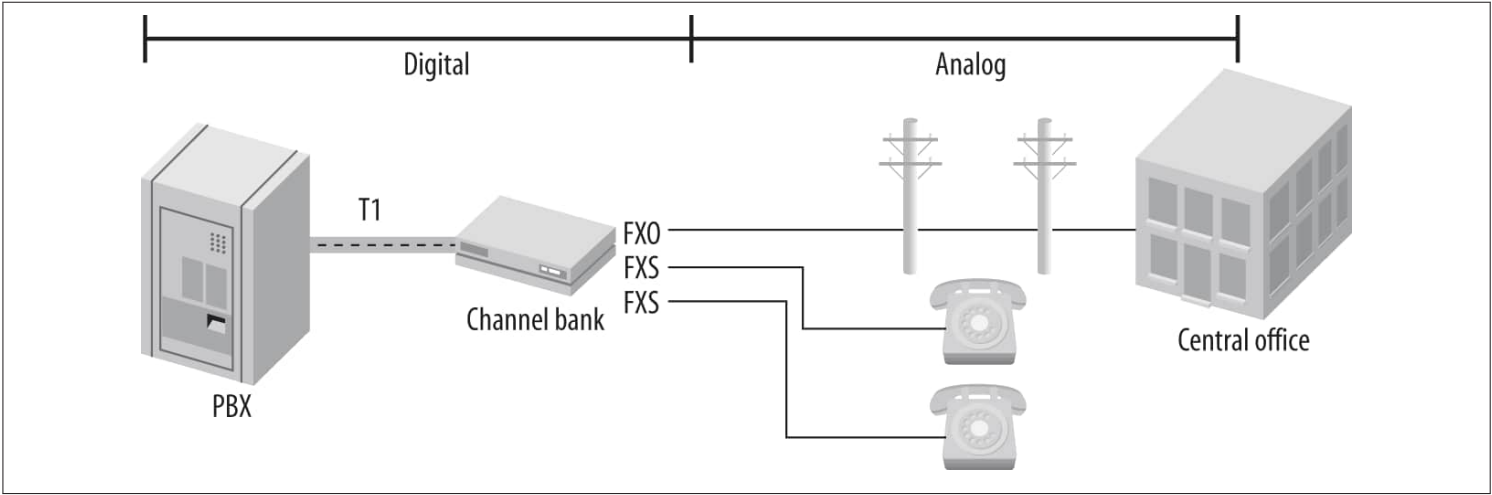 Digital
Analog
T1
FXO
FXS
FXS
Channel bank
PBX
Central office